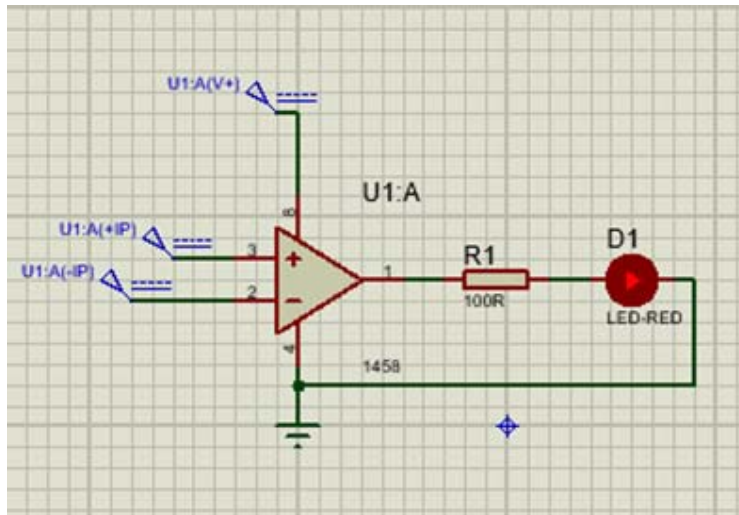 U1:A(V+)
8
U1:A
U1:A(+IP)
3
U1:A(-IP)
2
1
R1
100R
D1
LED-RED
4
1458